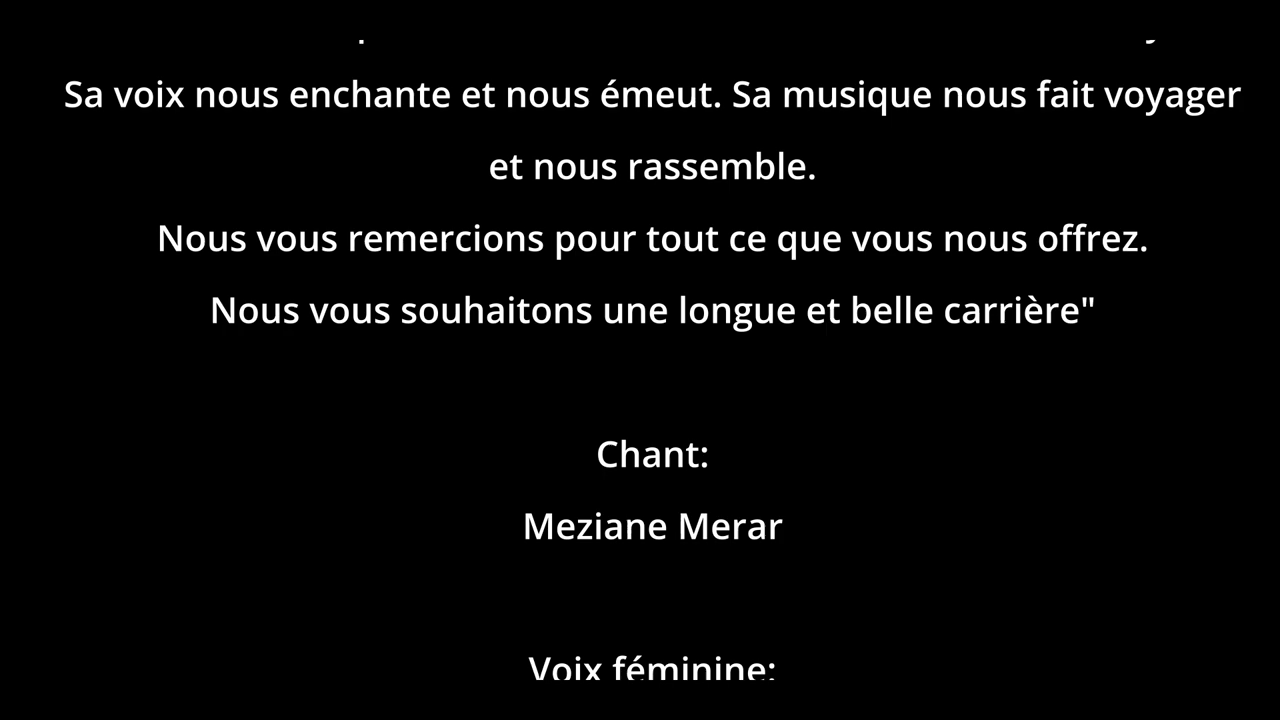 Sa voix nous enchante et nous émeut. Sa musique nous fait voyager
et nous rassemble.
Nous vous remercions pour tout ce que vous nous offrez.
Nous vous souhaitons une longue et belle carrière"
Chant:
Meziane Merar
Voix féminine: